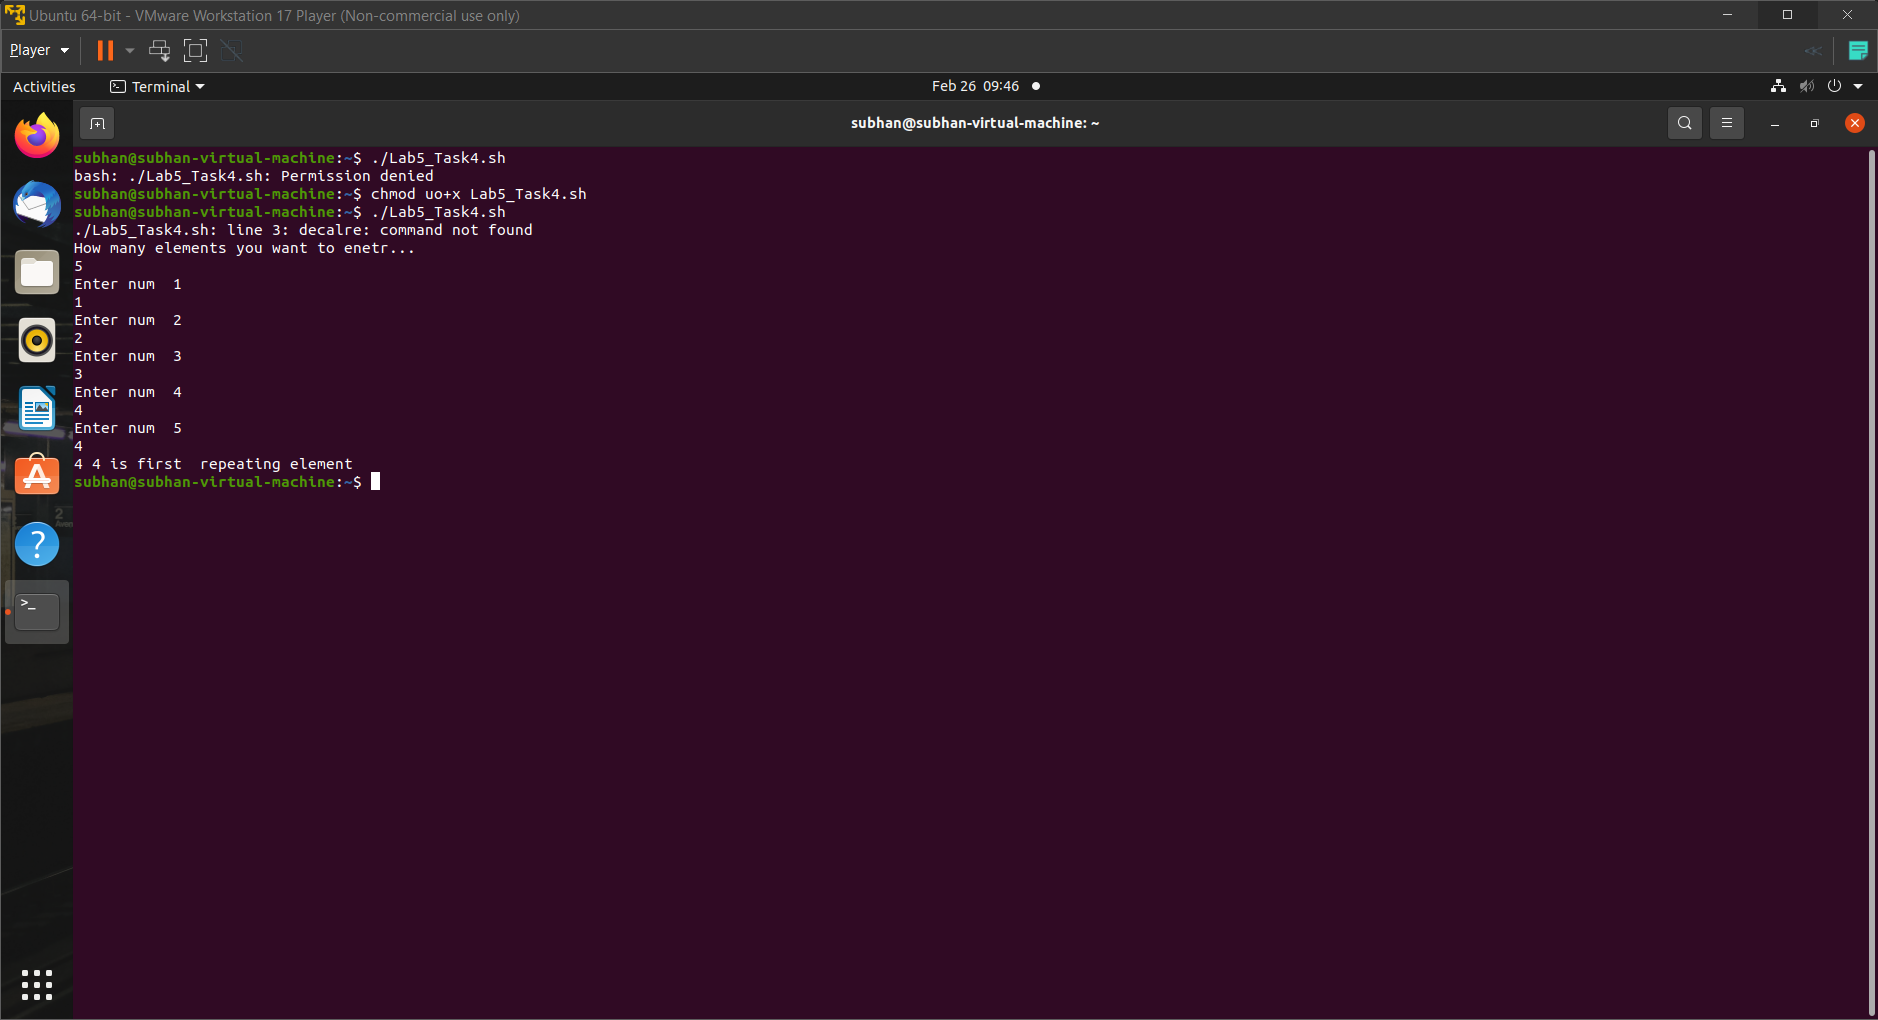 Ubuntu 64-bit - VMware Workstation 17 Player (Non-commercial use only)
Player
Activities Terminal Feb 26 09:46
subhan@subhan-virtual-machine: ~
subhan@subhan-virtual-machine:~$ ./Lab5_Task4.sh
bash: ./Lab5_Task4.sh: Permission denied
subhan@subhan-virtual-machine:~$ chmod uo+x Lab5_Task4.sh
subhan@subhan-virtual-machine:~$ ./Lab5_Task4.sh
./Lab5_Task4.sh: line 3: decalre: command not found
How many elements you want to enetr...
5
Enter num  1
1
Enter num  2
2
Enter num  3
3
Enter num  4
4
Enter num  5
4
4 4 is first  repeating element
subhan@subhan-virtual-machine:~$